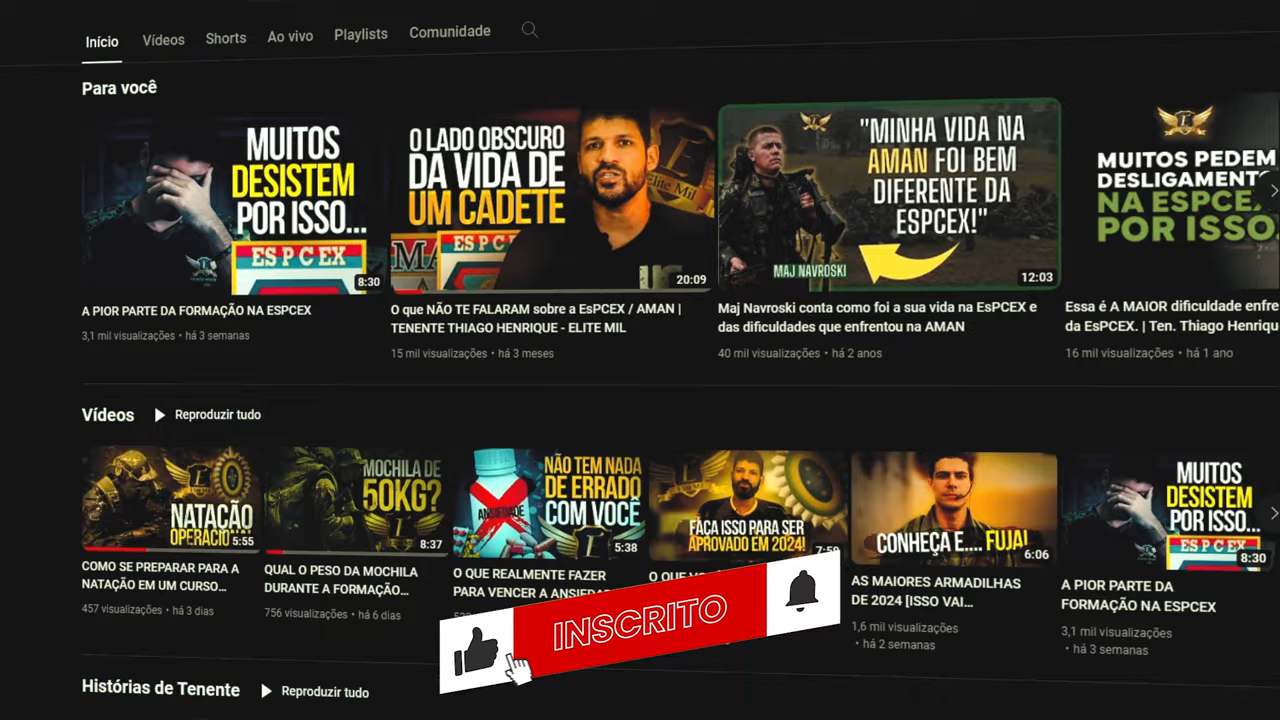 Início
Vídeos
Shorts
Ao vivo
Playlists
Comunidade
Para você
MUITOS
DESISTEM
POR ISSO...
ESPCEX
8:30
A PIOR PARTE DA FORMAÇÃO NA ESPCEX
3,1 mil visualizações • há 3 semanas
O LADO OBSCURO
DA VIDA DE
UM CADETE
Elite Mil
MA
ESPC
20:09
O que NÃO TE FALARAM sobre a EsPCEX / AMAN |
TENENTE THIAGO HENRIQUE - ELITE MIL
15 mil visualizações • há 3 meses
"MINHA VIDA NA
AMAN FOI BEM
DIFERENTE DA
ESPCEX!"
MAJ NAVROSKI
12:03
Maj Navroski conta como foi a sua vida na EsPCEX e
das dificuldades que enfrentou na AMAN
40 mil visualizações • há 2 anos
MUITOS PEDEM
DESLIGAMENTO
NA ESPCE
POR ISSO
Essa é A MAIOR dificuldade enfre
da EsPCEX. | Ten. Thiago Henriqu
16 mil visualizações • há 1 ano
Vídeos
Reproduzir tudo
NATAÇÃO
OPERACIO
5:55
COMO SE PREPARAR PARA A
NATAÇÃO EM UM CURSO...
457 visualizações • há 3 dias
MOCHILA DE
50KG?
8:37
QUAL O PESO DA MOCHILA
DURANTE A FORMAÇÃO...
756 visualizações • há 6 dias
ANSIEDADE
NÃO TEM NADA
DE ERRADO
COM VOCÊ
5:38
O QUE REALMENTE FAZER
PARA VENCER A ANSIEDA
FAÇA ISSO PARA SER
APROVADO EM 2024!
7:59
O QUE
CONHEÇA E.... FUJA!
6:06
AS MAIORES ARMADILHAS
DE 2024 [ISSO VAI...
1,6 mil visualizações
• há 2 semanas
MUITOS
DESISTEM
POR ISSO...
ESPCEX
8:30
A PIOR PARTE DA
FORMAÇÃO NA ESPCEX
3,1 mil visualizações
• há 3 semanas
INSCRITO
Histórias de Tenente
Reproduzir tudo